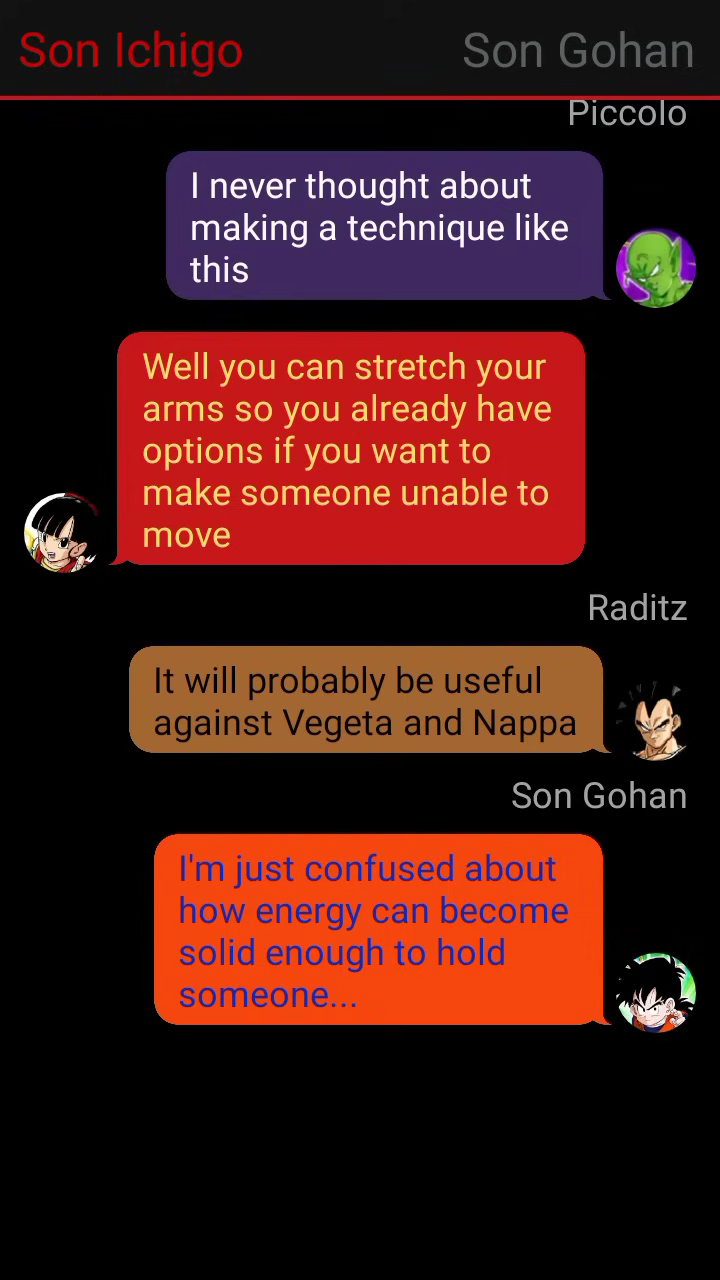 Son Ichigo
Son Gohan
Piccolo
I never thought about
making a technique like
this
Well you can stretch your
arms so you already have
options if you want to
make someone unable to
move
Raditz
It will probably be useful
against Vegeta and Nappa
Son Gohan
I'm just confused about
how energy can become
solid enough to hold
someone...